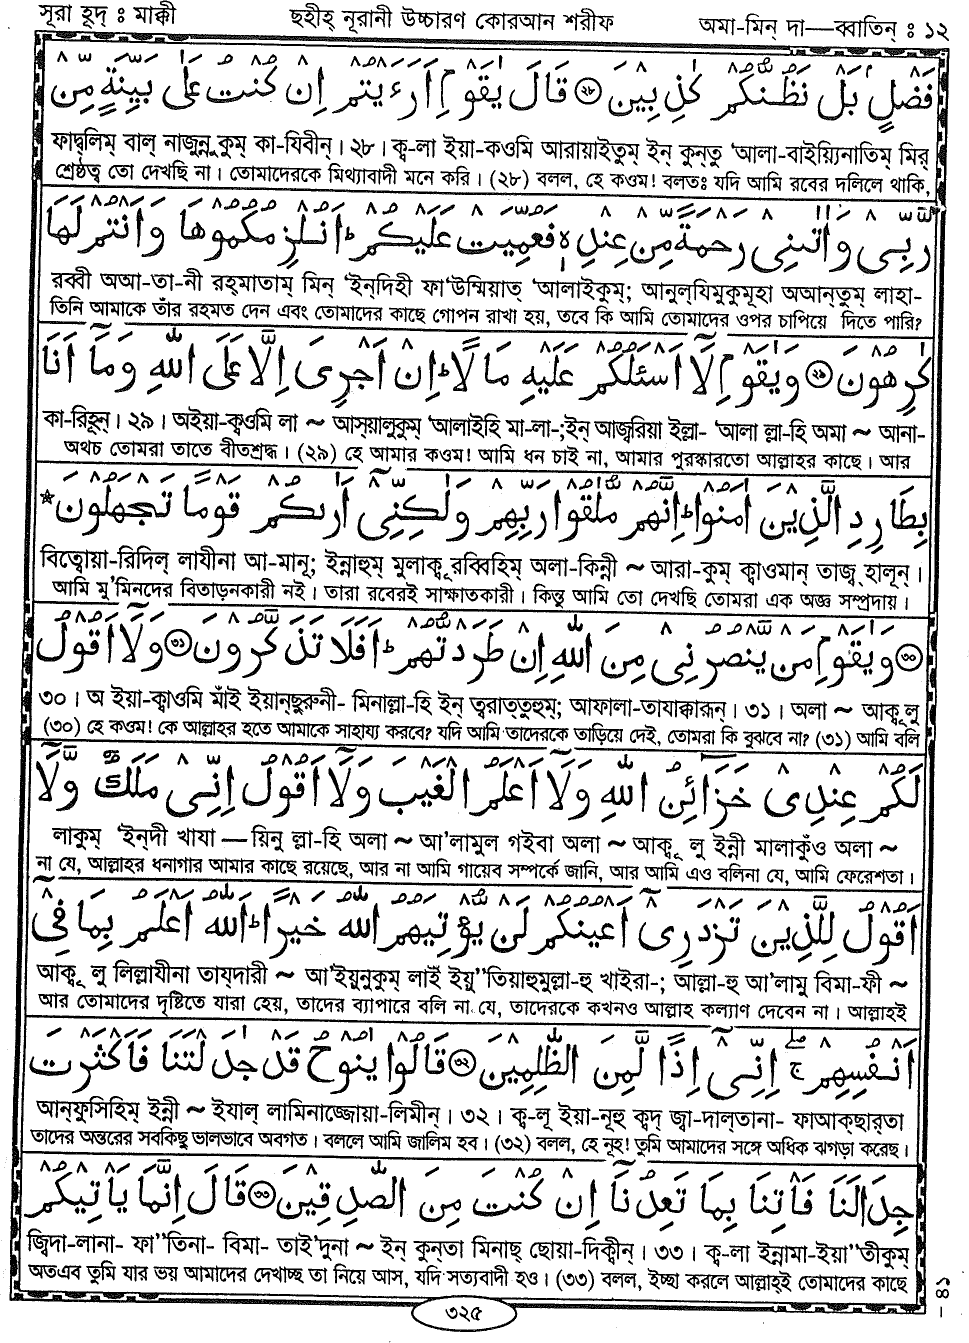 সূরা হূদ্ : মাক্কী ছহীহ্ নূরানী উচ্চারণ কোরআন শরীফ অমা-মিন্ দা—ব্বাতিন্ : ১২
فَضْلٍ بَلْ نَظُنُّكُمْ كٰذِبِيْنَ ۝٢٨ قَالَ يٰقَوْمِ اَرَءَيْتُمْ اِنْ كُنْتُ عَلٰى بَيِّنَةٍ مِّنْ
ফাদ্বলিম্ বাল্ নাজুন্নুকুম্ কা-যিবীন্ । ২৮ । ক্ব-লা ইয়া-কওমি আরায়াইতুম্ ইন্ কুন্তু ‘আলা-বাইয়্যিনাতিম্ মির্
শ্রেষ্ঠত্ব তো দেখছি না । তোমাদেরকে মিথ্যাবাদী মনে করি । (২৮) বলল, হে কওম! বলতঃ যদি আমি রবের দলিলে থাকি,
رَّبِّىْ وَاٰتٰىنِىْ رَحْمَةً مِّنْ عِنْدِهٖ فَعُمِّيَتْ عَلَيْكُمْ ؕ اَنُلْزِمُكُمُوْهَا وَاَنْتُمْ لَهَا
রব্বী অআ-তা-নী রহ্মাতাম্ মিন্ ‘ইন্দিহী ফা‘উম্মিয়াত্ ‘আলাইকুম্; আনুল্যিমুকুমূহা অআন্তুম্ লাহা-
তিনি আমাকে তাঁর রহমত দেন এবং তোমাদের কাছে গোপন রাখা হয়, তবে কি আমি তোমাদের ওপর চাপিয়ে দিতে পারি?
كٰرِهُوْنَ ۝٢٩ وَيٰقَوْمِ لَآ اَسْـَٔلُكُمْ عَلَيْهِ مَالًا ؕ اِنْ اَجْرِىَ اِلَّا عَلَى اللّٰهِ وَمَآ اَنَا
কা-রিহূন্ । ২৯ । অইয়া-ক্বওমি লা ~ আস্য়ালুকুম্ ‘আলাইহি মা-লা-;ইন্ আজ্বরিয়া ইল্লা- ‘আলা ল্লা-হি অমা ~ আনা-
অথচ তোমরা তাতে বীতশ্রদ্ধ । (২৯) হে আমার কওম! আমি ধন চাই না, আমার পুরস্কারতো আল্লাহর কাছে । আর
بِطَارِدِ الَّذِيْنَ اٰمَنُوْا ؕ اِنَّهُمْ مُّلٰقُوْا رَبِّهِمْ وَلٰكِنِّىْٓ اَرٰىكُمْ قَوْمًا تَجْهَلُوْنَ ☆
বিত্বোয়া-রিদিল্ লাযীনা আ-মানূ; ইন্নাহুম্ মুলাক্বূ রব্বিহিম্ অলা-কিন্নী ~ আরা-কুম্ ক্বাওমান্ তাজ্ব্হালূন্ ।
আমি মু’মিনদের বিতাড়নকারী নই । তারা রবেরই সাক্ষাতকারী । কিন্তু আমি তো দেখছি তোমরা এক অজ্ঞ সম্প্রদায় ।
۝٣٠ وَيٰقَوْمِ مَنْ يَّنْصُرُنِىْ مِنَ اللّٰهِ اِنْ طَرَدْتُّهُمْ ؕ اَفَلَا تَذَكَّرُوْنَ ۝٣١ وَلَآ اَقُوْلُ
৩০ । অ ইয়া-ক্বাওমি মাঁই ইয়ান্ছুরুনী- মিনাল্লা-হি ইন্ ত্বরাত্তুহুম্; আফালা-তাযাক্কারূন্ । ৩১ । অলা ~ আক্বূলু
(৩০) হে কওম! কে আল্লাহর হতে আমাকে সাহায্য করবে? যদি আমি তাদেরকে তাড়িয়ে দেই, তোমরা কি বুঝবে না? (৩১) আমি বলি
لَكُمْ عِنْدِىْ خَزَآئِنُ اللّٰهِ وَلَآ اَعْلَمُ الْغَيْبَ وَلَآ اَقُوْلُ اِنِّىْ مَلَكٌ وَّلَآ
লাকুম্ ‘ইন্দী খাযা — য়িনু ল্লা-হি অলা ~ আ‘লামুল গইবা অলা ~ আক্বূ লু ইন্নী মালাকুঁও অলা ~
না যে, আল্লাহর ধনাগার আমার কাছে রয়েছে, আর না আমি গায়েব সম্পর্কে জানি, আর আমি এও বলিনা যে, আমি ফেরেশতা ।
اَقُوْلُ لِلَّذِيْنَ تَزْدَرِىْٓ اَعْيُنُكُمْ لَنْ يُّؤْتِيَهُمُ اللّٰهُ خَيْرًا ؕ اَللّٰهُ اَعْلَمُ بِمَا فِىْٓ
আক্বূ লু লিল্লাযীনা তায্দারী ~ আ‘ইয়ুনুকুম্ লাই ইয়ু’’তিয়াহুমুল্লা-হু খাইরা-; আল্লা-হু আ‘লামু বিমা-ফী ~
আর তোমাদের দৃষ্টিতে যারা হেয়, তাদের ব্যাপারে বলি না যে, তাদেরকে কখনও আল্লাহ কল্যাণ দেবেন না । আল্লাহই
اَنْفُسِهِمْ ۖۚ اِنِّىْٓ اِذًا لَّمِنَ الظّٰلِمِيْنَ ۝٣٢ قَالُوْا يٰنُوْحُ قَدْ جٰدَلْتَنَا فَاَكْثَرْتَ
আন্ফুসিহিম্ ইন্নী ~ ইযাল্ লামিনাজ্জোয়া-লিমীন্ । ৩২ । ক্ব-লূ ইয়া-নূহু ক্বদ্ জ্বা-দাল্তানা- ফাআক্ছার্তা
তাদের অন্তরের সবকিছু ভালভাবে অবগত । বললে আমি জালিম হব । (৩২) বলল, হে নূহ! তুমি আমাদের সঙ্গে অধিক ঝগড়া করেছ ।
جِدَالَنَا فَاْتِنَا بِمَا تَعِدُنَآ اِنْ كُنْتَ مِنَ الصّٰدِقِيْنَ ۝٣٣ قَالَ اِنَّمَا يَاْتِيْكُمْ
জ্বিদা-লানা- ফা’’তিনা- বিমা- তাই‘দুনা ~ ইন্ কুন্তা মিনাছ্ ছোয়া-দিক্বীন্ । ৩৩ । ক্ব-লা ইন্নামা-ইয়া’’তীকুম্
অতএব তুমি যার ভয় আমাদের দেখাচ্ছ তা নিয়ে আস, যদি সত্যবাদী হও । (৩৩) বলল, ইচ্ছা করলে আল্লাহ্ই তোমাদের কাছে
৩২৫